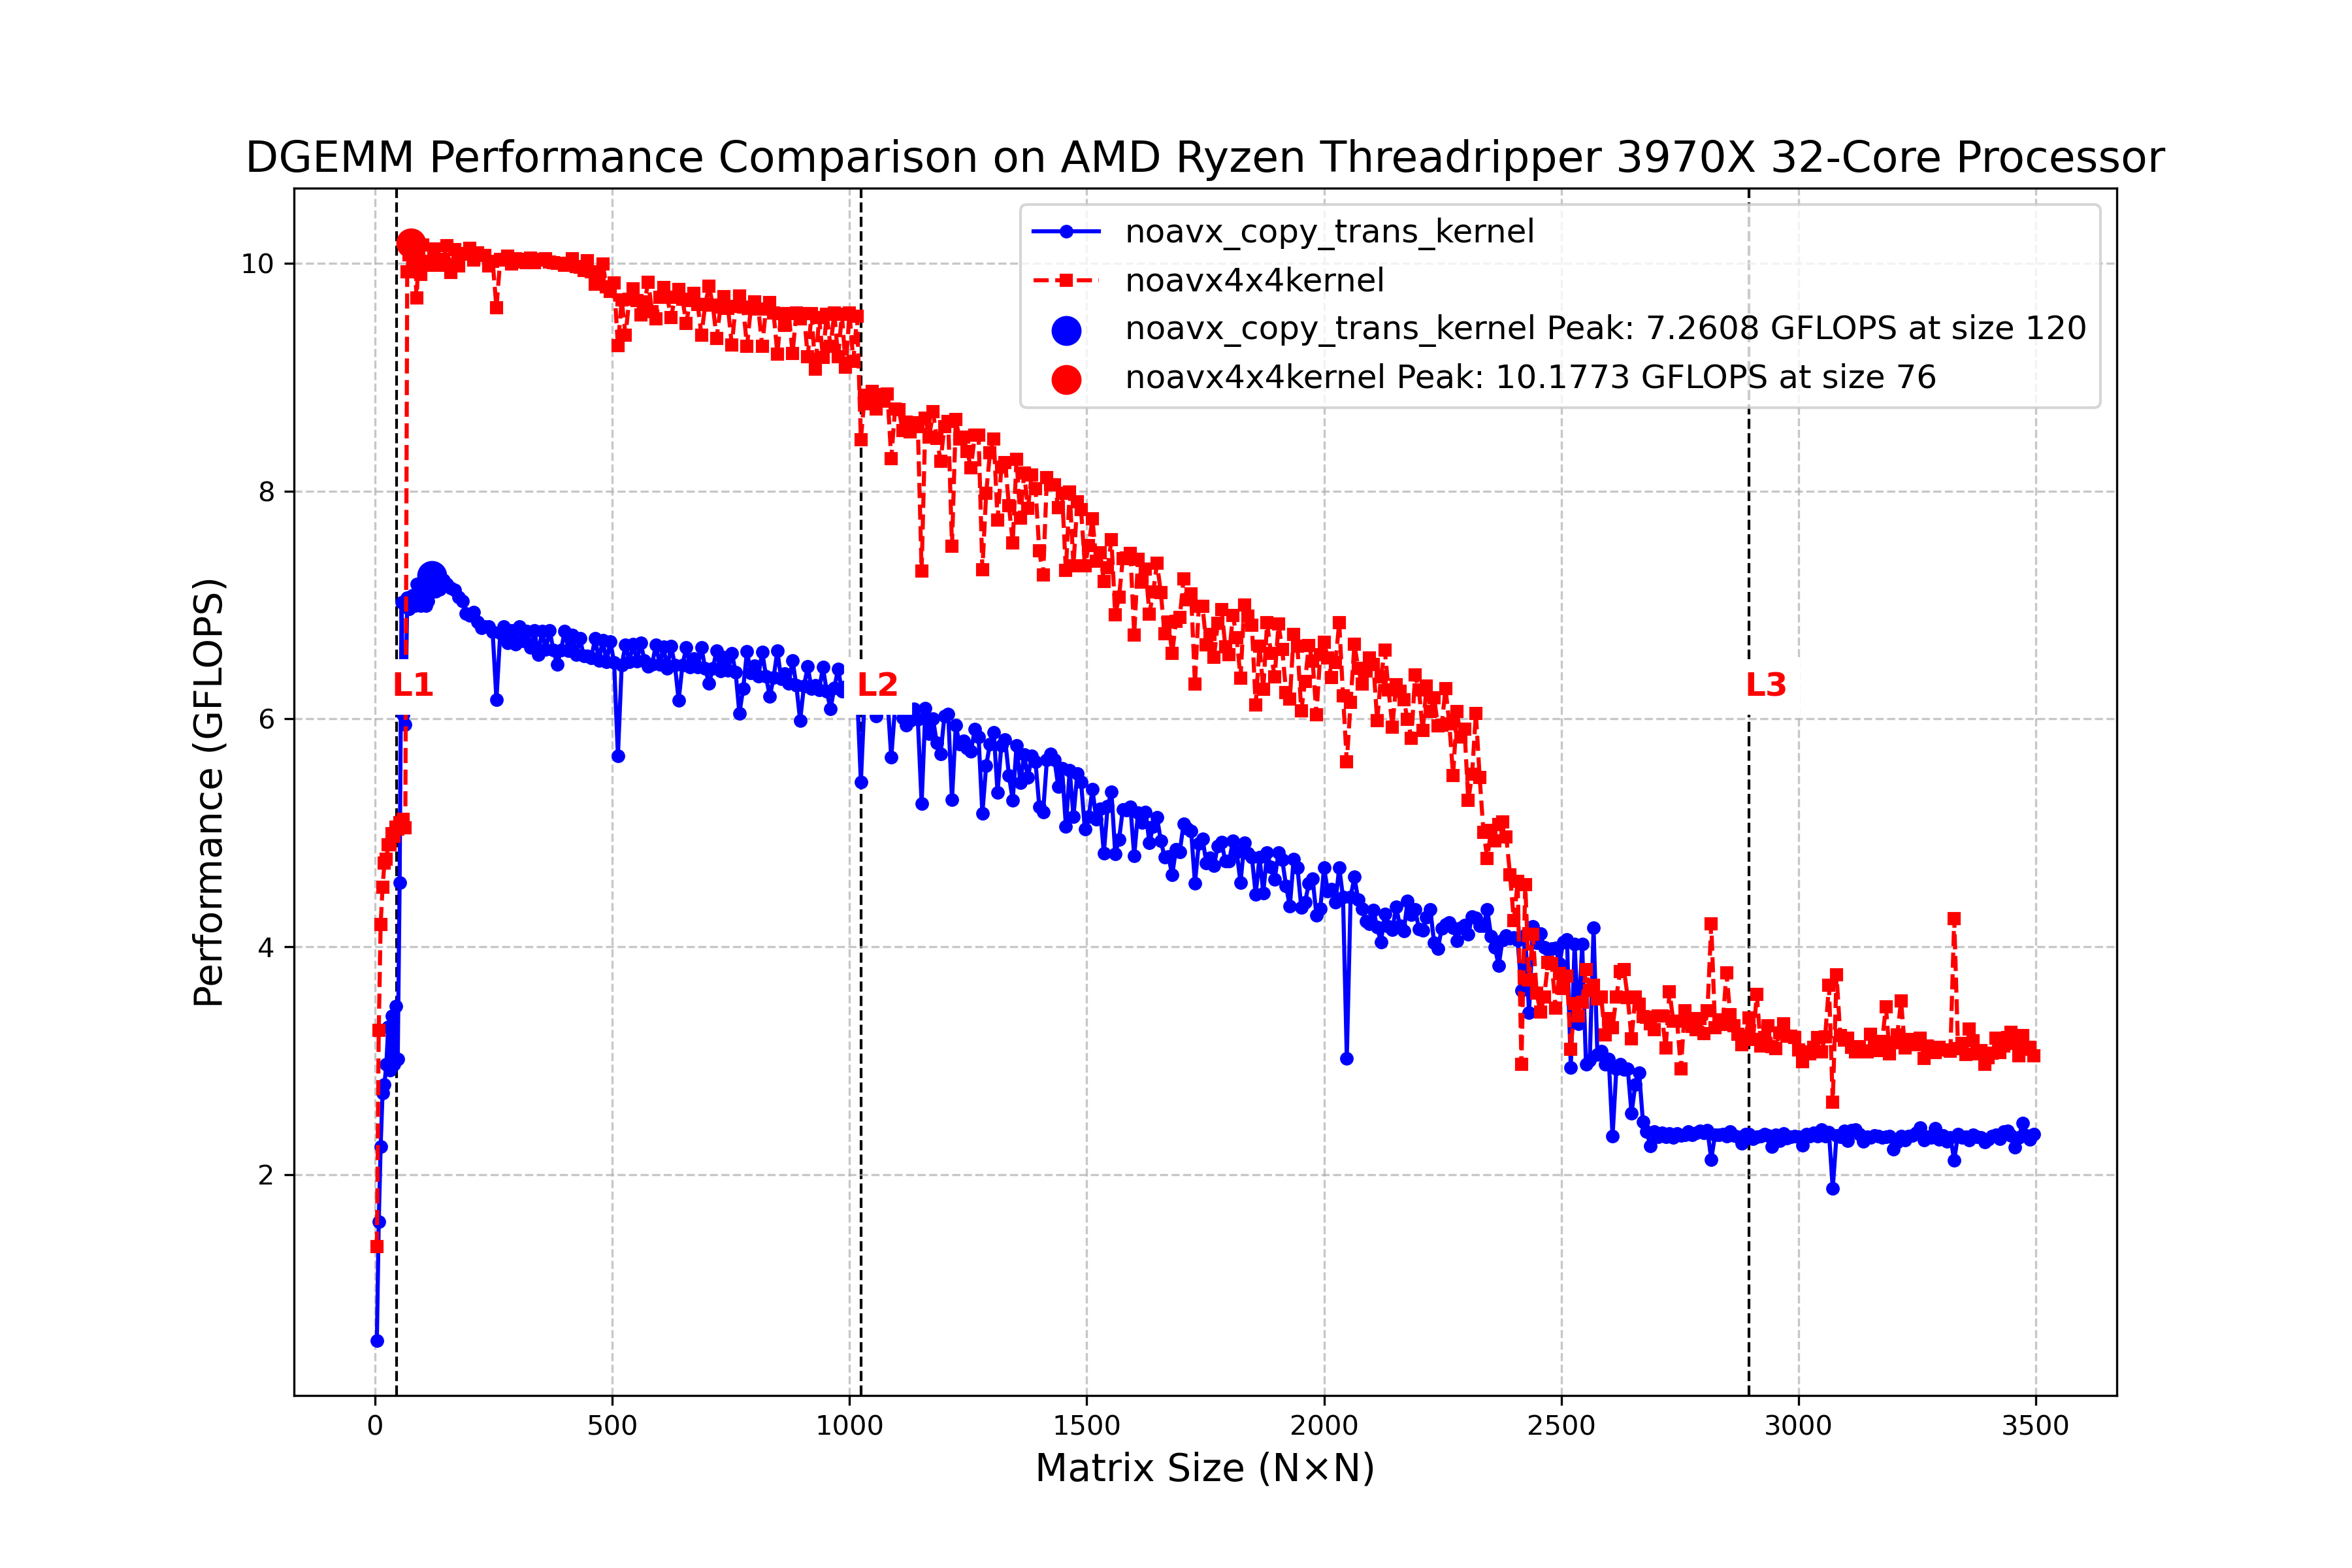 DGEMM Performance Comparison on AMD Ryzen Threadripper 3970X 32-Core Processor
noavx_copy_trans_kernel
noavx4x4kernel
noavx_copy_trans_kernel Peak: 7.2608 GFLOPS at size 120
noavx4x4kernel Peak: 10.1773 GFLOPS at size 76
Performance (GFLOPS)
10
8
6
4
2
L1
L2
L3
0
500
1000
1500
2000
2500
3000
3500
Matrix Size (N×N)